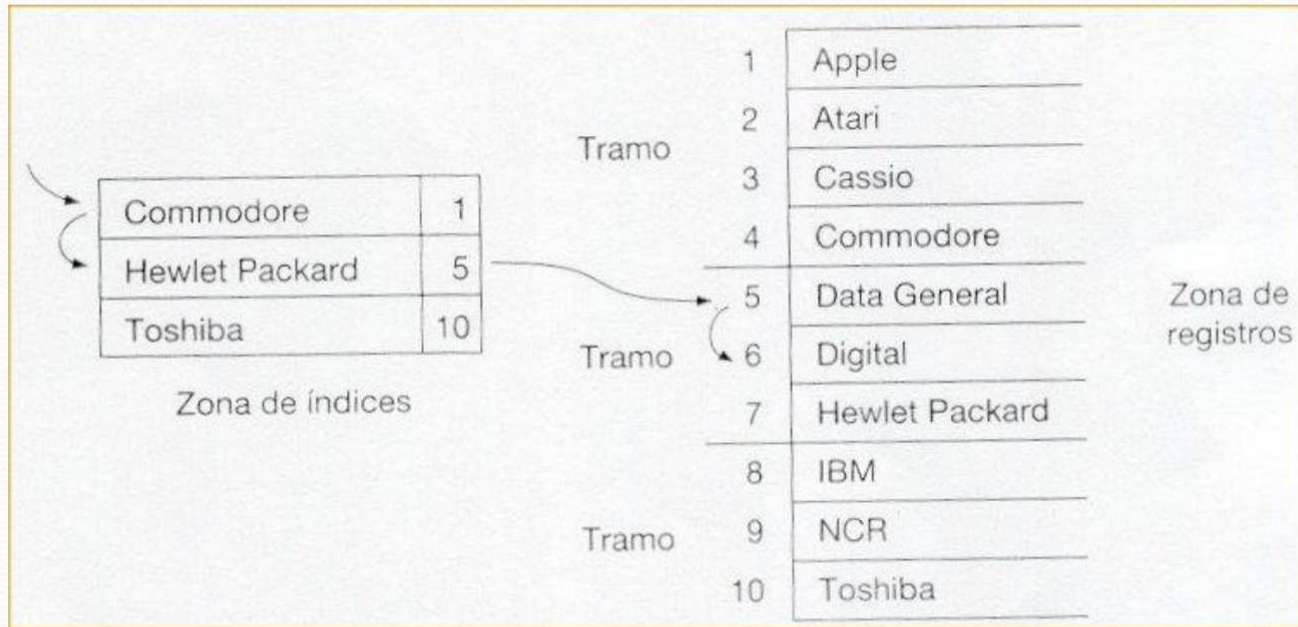 Commodore 1
Hewlet Packard 5
Toshiba 10
Zona de índices
Tramo
Tramo
Tramo
1 Apple
2 Atari
3 Cassio
4 Commodore
5 Data General
6 Digital
7 Hewlet Packard
8 IBM
9 NCR
10 Toshiba
Zona de
registros